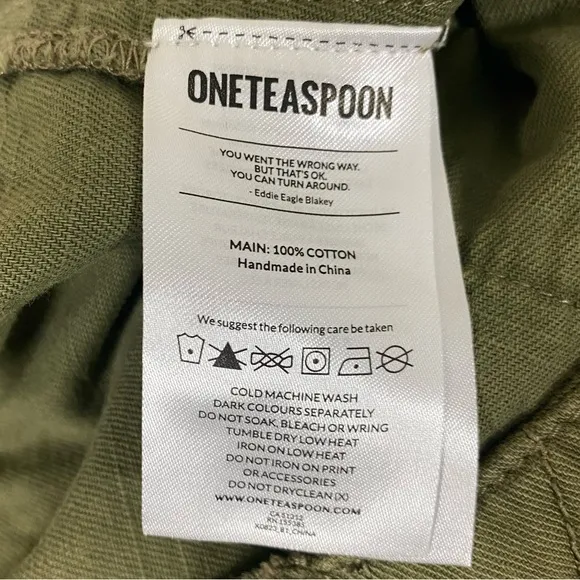 ONETEASPOON
YOU WENT THE WRONG WAY.
BUT THAT'S OK.
YOU CAN TURN AROUND.
- Eddie Eagle Blakey
MAIN: 100% COTTON
Handmade in China
We suggest the following care be taken
COLD MACHINE WASH
DARK COLOURS SEPARATELY
DO NOT SOAK, BLEACH OR WRING
TUMBLE DRY LOW HEAT
IRON ON LOW HEAT
DO NOT IRON ON PRINT
OR ACCESSORIES
DO NOT DRYCLEAN (X)
WWW.ONETEASPOON.COM